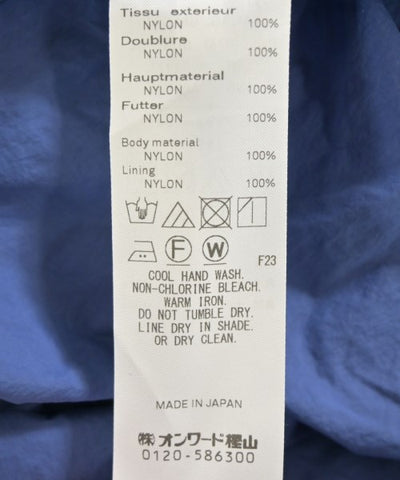 Tissu exterieur
NYLON 100%
Doublure
NYLON 100%
Hauptmaterial
NYLON 100%
Futter
NYLON 100%
Body material
NYLON 100%
Lining
NYLON 100%
F W F23
COOL HAND WASH.
NON-CHLORINE BLEACH.
WARM IRON.
DO NOT TUMBLE DRY.
LINE DRY IN SHADE.
OR DRY CLEAN.
MADE IN JAPAN
㈱オンワード樫山
0120-586300